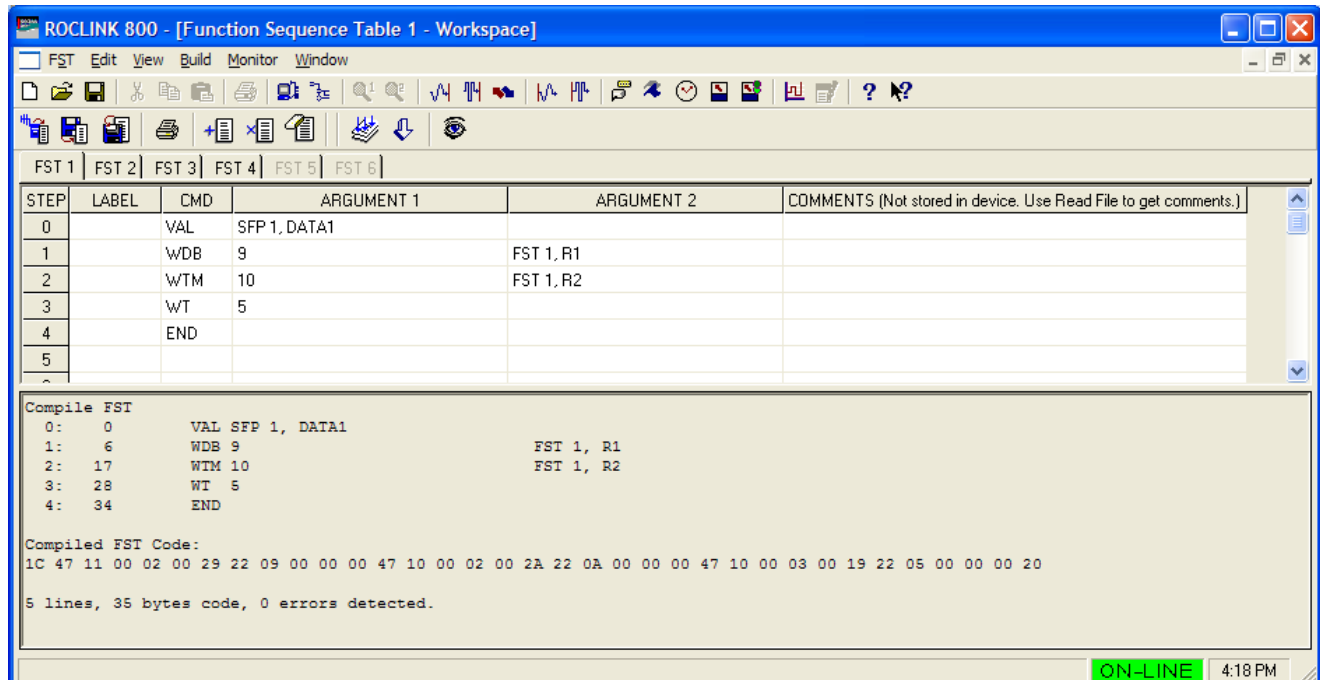 ROCLINK 800 - [Function Sequence Table 1 - Workspace]
FST Edit View Build Monitor Window
FST 1 FST 2 FST 3 FST 4 FST 5 FST 6
STEP LABEL CMD ARGUMENT 1 ARGUMENT 2 COMMENTS (Not stored in device. Use Read File to get comments.)
0 VAL SFP 1, DATA1
1 WDB 9 FST 1, R1
2 WTM 10 FST 1, R2
3 WT 5
4 END
5
Compile FST
0: 0 VAL SFP 1, DATA1
1: 6 WDB 9 FST 1, R1
2: 17 WTM 10 FST 1, R2
3: 28 WT 5
4: 34 END
Compiled FST Code:
1C 47 11 00 02 00 29 22 09 00 00 00 47 10 00 02 00 2A 22 0A 00 00 00 47 10 00 03 00 19 22 05 00 00 00 20
5 lines, 35 bytes code, 0 errors detected.
ON-LINE 4:18 PM